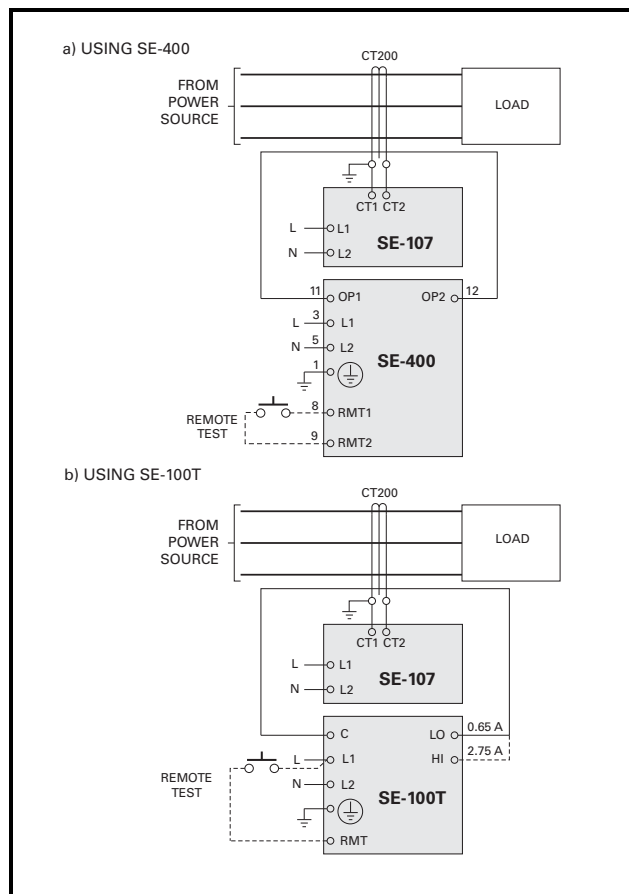 a) USING SE-400
CT200
FROM
POWER
SOURCE
LOAD
CT1 CT2
L L1
SE-107
N L2
11 OP1 OP2 12
3
L L1
5
N L2
SE-400
1
8 RMT1
REMOTE
TEST
9 RMT2
b) USING SE-100T
CT200
FROM
POWER
SOURCE
LOAD
CT1 CT2
L L1
SE-107
N L2
C LO 0.65 A
L L1 HI 2.75 A
REMOTE
TEST
N L2
SE-100T
RMT